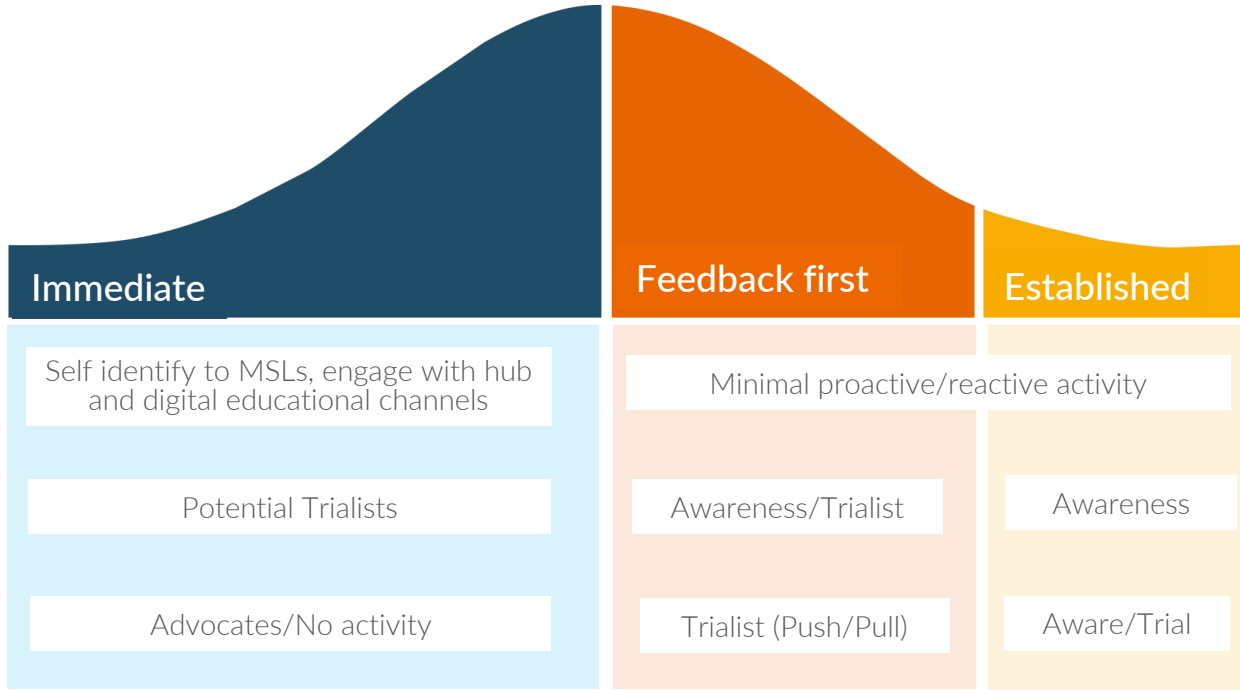 Immediate
Feedback first
Established
Self identify to MSLs, engage with hub
and digital educational channels
Minimal proactive/reactive activity
Potential Trialists
Awareness/Trialist
Awareness
Advocates/No activity
Trialist (Push/Pull)
Aware/Trial